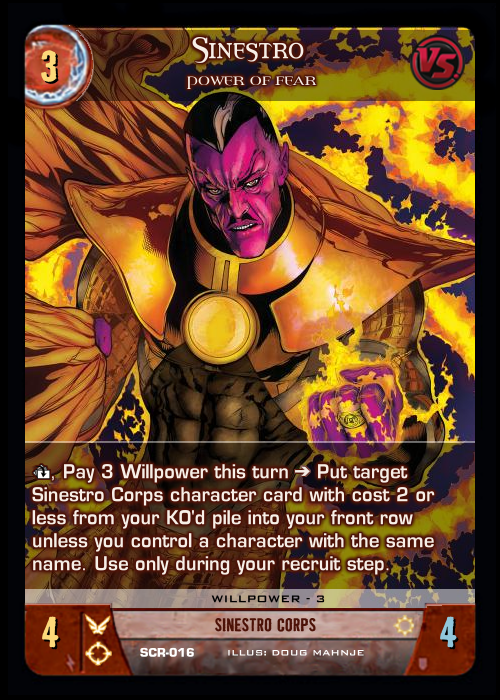 3
SINESTRO
POWER OF FEAR
VS
, Pay 3 Willpower this turn → Put target
Sinestro Corps character card with cost 2 or
less from your KO'd pile into your front row
unless you control a character with the same
name. Use only during your recruit step.
WILLPOWER - 3
4
SINESTRO CORPS
4
SCR-016 ILLUS: DOUG MAHNJE